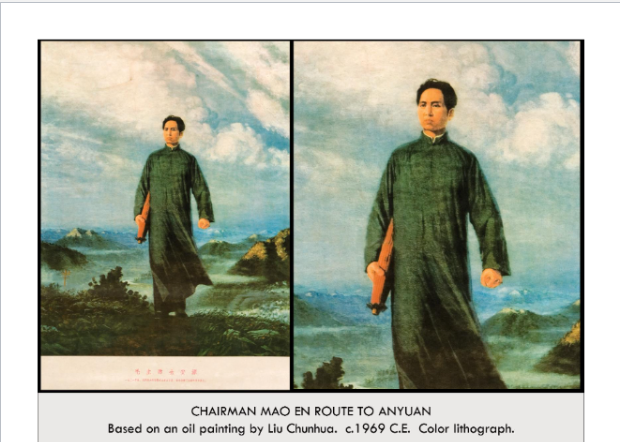 CHAIRMAN MAO EN ROUTE TO ANYUAN
Based on an oil painting by Liu Chunhua. c.1969 C.E. Color lithograph.